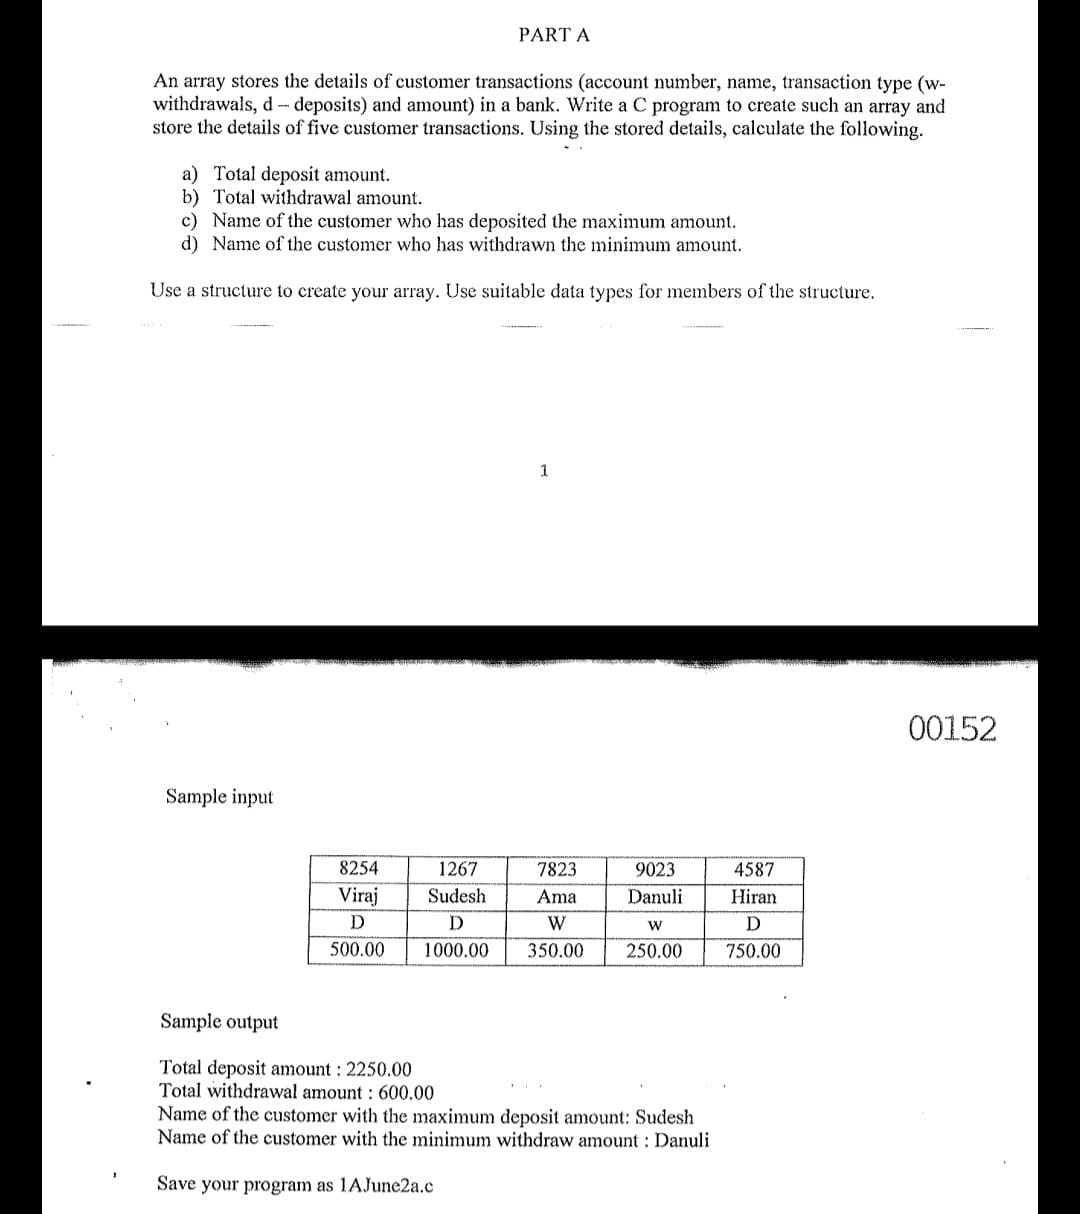 PART A
An array stores the details of customer transactions (account number, name, transaction type (w-
withdrawals, d – deposits) and amount) in a bank. Write a C program to create such an array and
store the details of five customer transactions. Using the stored details, calculate the following.
a) Total deposit amount.
b) Total withdrawal amount.
c) Name of the customer who has deposited the maximum amount.
d) Name of the customer who has withdrawn the minimum amount.
Use a structure to create your array. Use suitable data types for members of the structure.
1
00152
Sample input
8254 1267 7823 9023 4587
Viraj Sudesh Ama Danuli Hiran
D D W w D
500.00 1000.00 350.00 250.00 750.00
Sample output
Total deposit amount : 2250.00
Total withdrawal amount : 600.00
Name of the customer with the maximum deposit amount: Sudesh
Name of the customer with the minimum withdraw amount : Danuli
Save your program as 1AJune2a.c